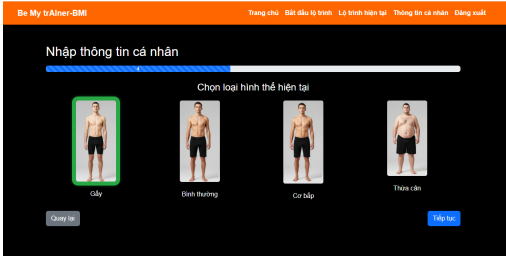 Be My trAIner-BMI
Trang chủ Bắt đầu lộ trình Lộ trình hiện tại Thông tin cá nhân Đăng xuất
Nhập thông tin cá nhân
4
Chọn loại hình thể hiện tại
Gầy
Bình thường
Cơ bắp
Thừa cân
Quay lại
Tiếp tục